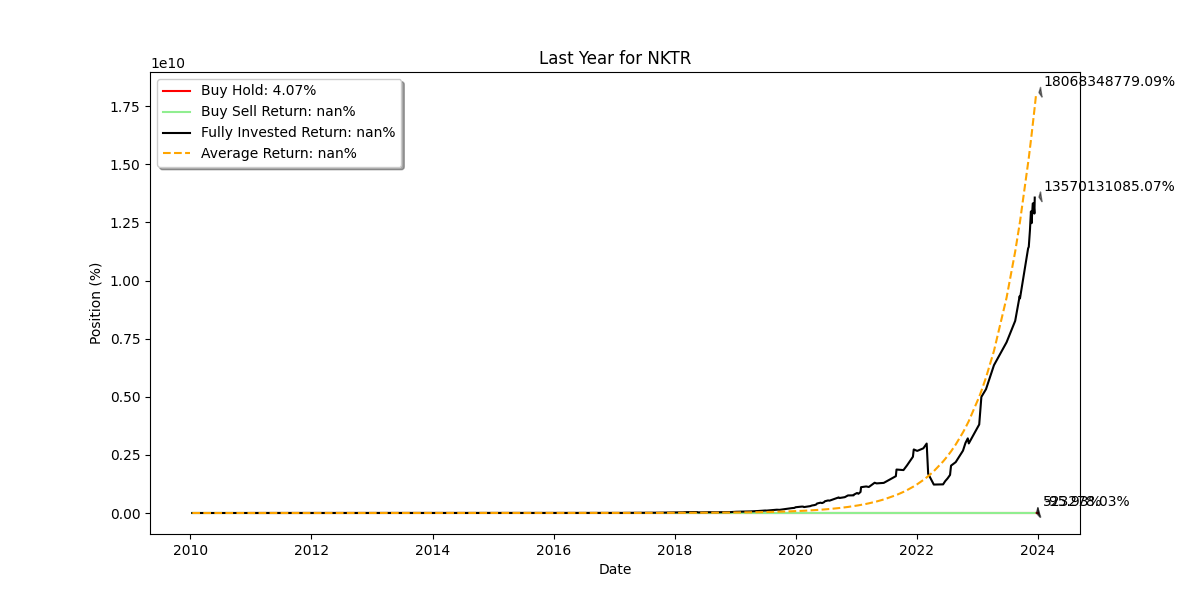 Last Year for NKTR
1e10
Buy Hold: 4.07%
Buy Sell Return: nan%
Fully Invested Return: nan%
Average Return: nan%
18068348779.09%
13570131085.07%
1.75
1.50
1.25
1.00
0.75
0.50
0.25
0.00
Position (%)
2010
2012
2014
2016
2018
2020
2022
2024
Date